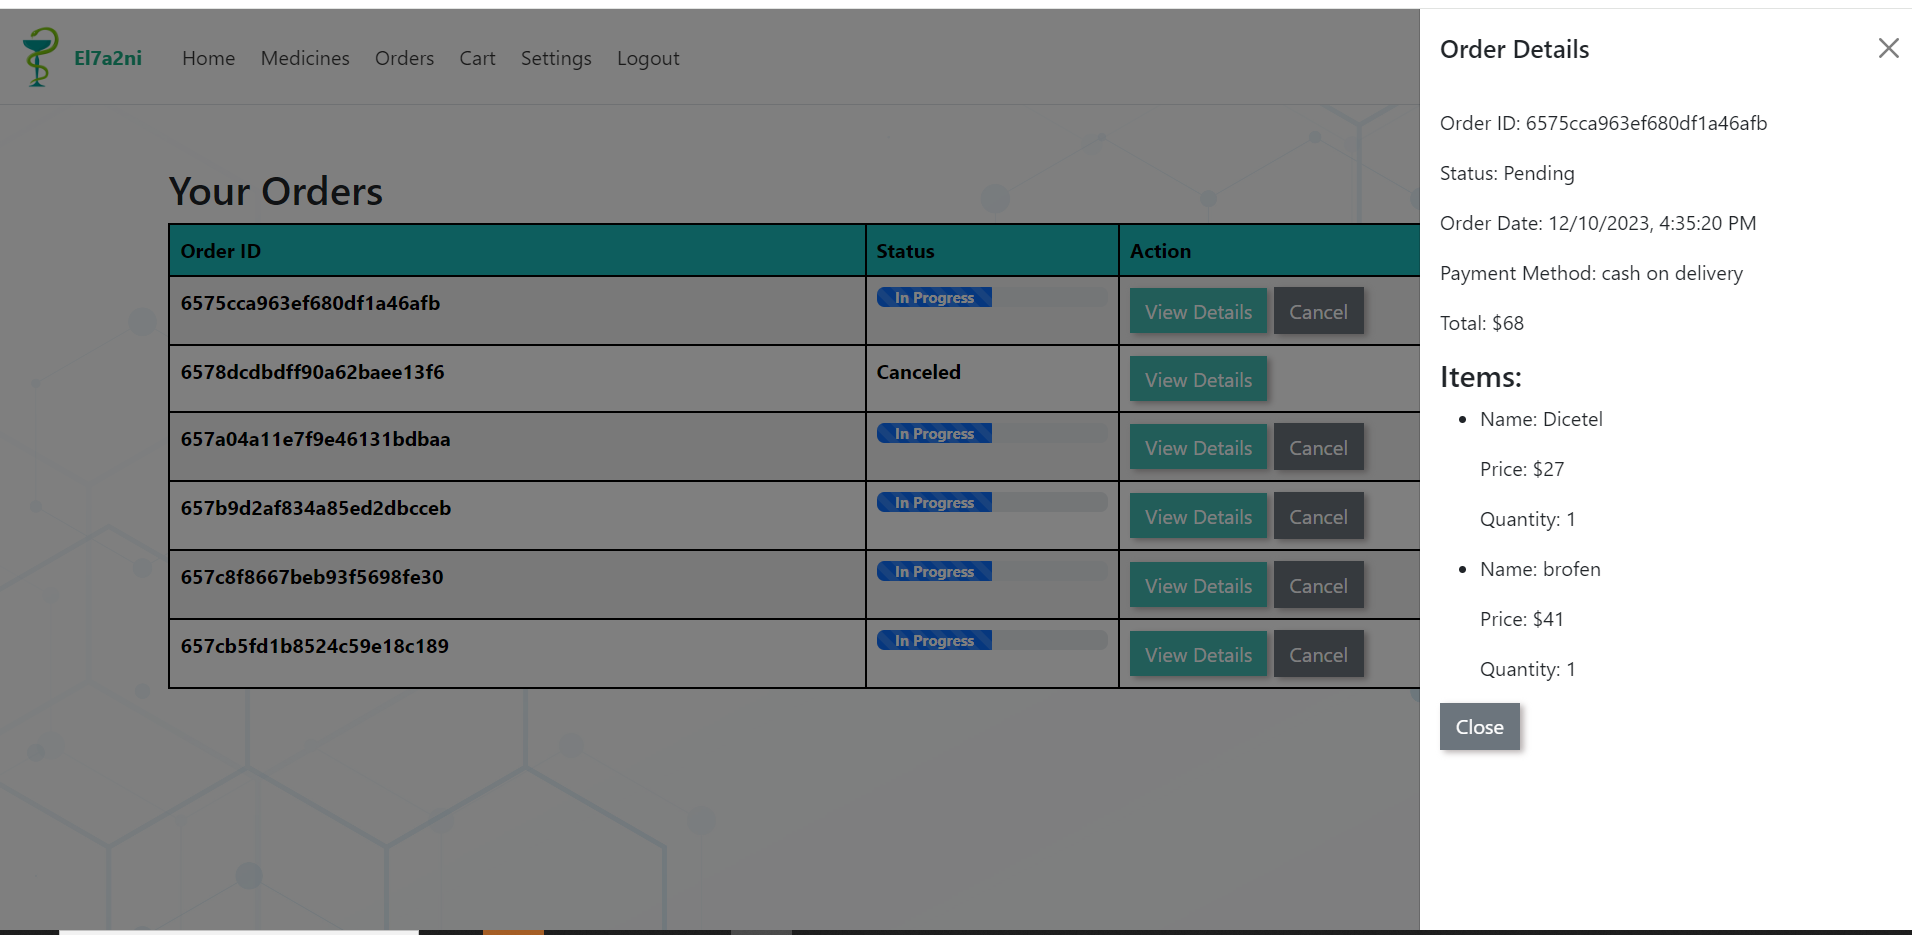 El7a2ni Home Medicines Orders Cart Settings Logout
Your Orders
Order ID Status Action
6575cca963ef680df1a46afb In Progress View Details Cancel
6578dcdbdff90a62baee13f6 Canceled View Details
657a04a11e7f9e46131bdbaa In Progress View Details Cancel
657b9d2af834a85ed2dbcceb In Progress View Details Cancel
657c8f8667beb93f5698fe30 In Progress View Details Cancel
657cb5fd1b8524c59e18c189 In Progress View Details Cancel
Order Details
Order ID: 6575cca963ef680df1a46afb
Status: Pending
Order Date: 12/10/2023, 4:35:20 PM
Payment Method: cash on delivery
Total: $68
Items:
Name: Dicetel
Price: $27
Quantity: 1
Name: brofen
Price: $41
Quantity: 1
Close